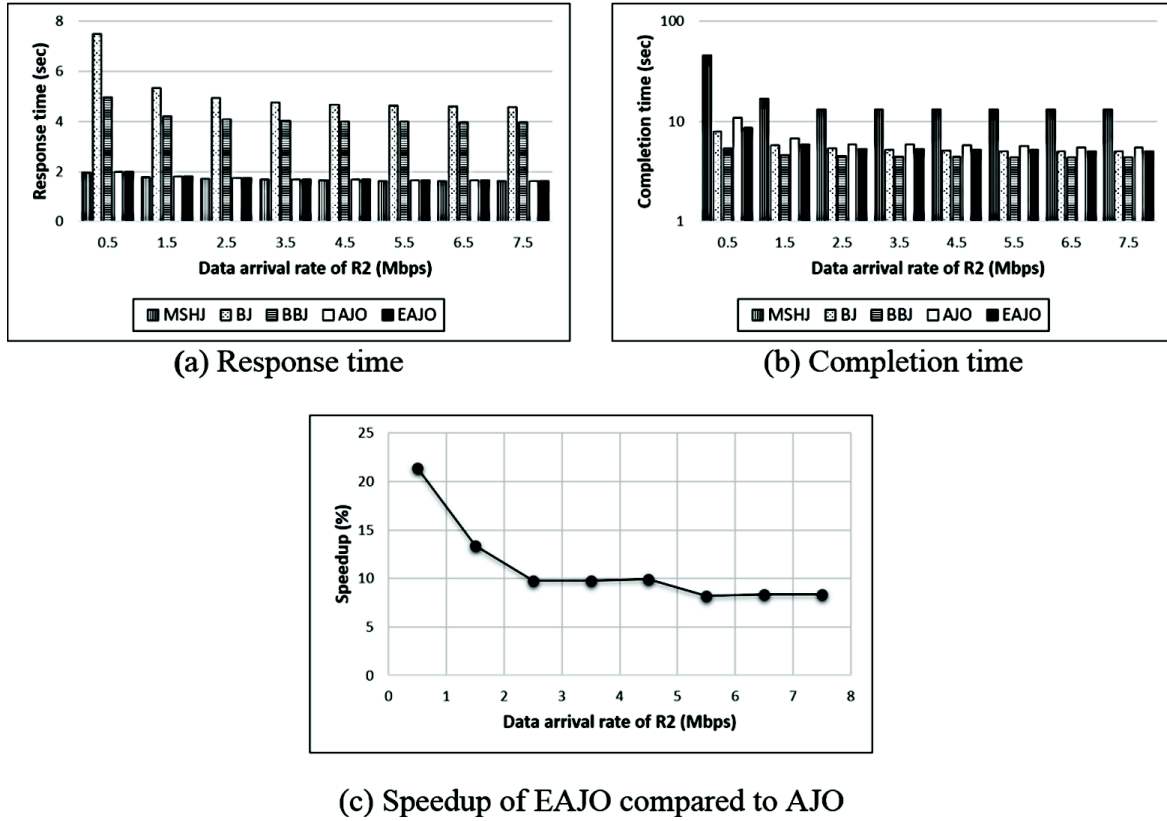 8
6
4
2
0
Response time (sec)
0.5 1.5 2.5 3.5 4.5 5.5 6.5 7.5
Data arrival rate of R2 (Mbps)
MSHJ BJ BBJ AJO EAJO
(a) Response time
100
10
1
Completion time (sec)
0.5 1.5 2.5 3.5 4.5 5.5 6.5 7.5
Data arrival rate of R2 (Mbps)
MSHJ BJ BBJ AJO EAJO
(b) Completion time
25
20
15
10
5
0
Speedup (%)
0 1 2 3 4 5 6 7 8
Data arrival rate of R2 (Mbps)
(c) Speedup of EAJO compared to AJO